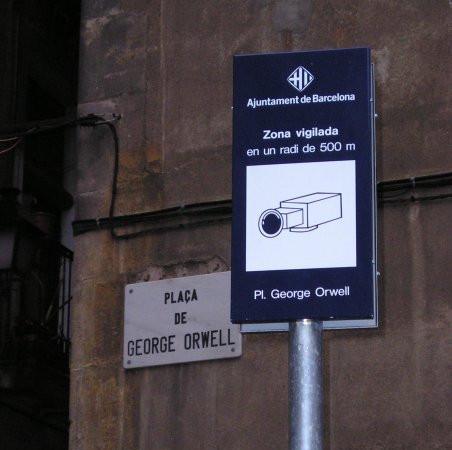 Ajuntament de Barcelona
Zona vigilada
en un radi de 500 m
Pl. George Orwell
PLAÇA
DE
GEORGE ORWELL